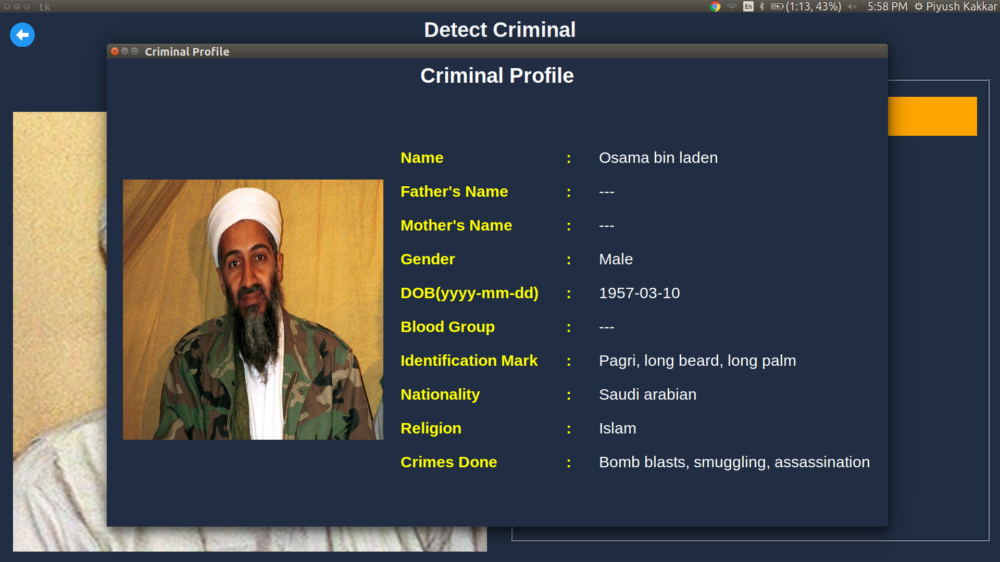 tk
En
(1:13, 43%)
5:58 PM
Piyush Kakkar
Detect Criminal
Criminal Profile
Criminal Profile
Name : Osama bin laden
Father's Name : ---
Mother's Name : ---
Gender : Male
DOB(yyyy-mm-dd) : 1957-03-10
Blood Group : ---
Identification Mark : Pagri, long beard, long palm
Nationality : Saudi arabian
Religion : Islam
Crimes Done : Bomb blasts, smuggling, assassination